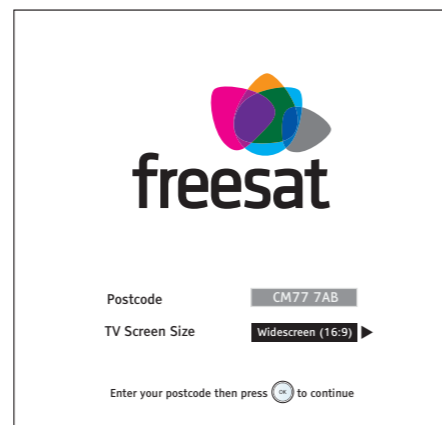 freesat
Postcode CM77 7AB
TV Screen Size Widescreen (16:9)
Enter your postcode then press OK to continue